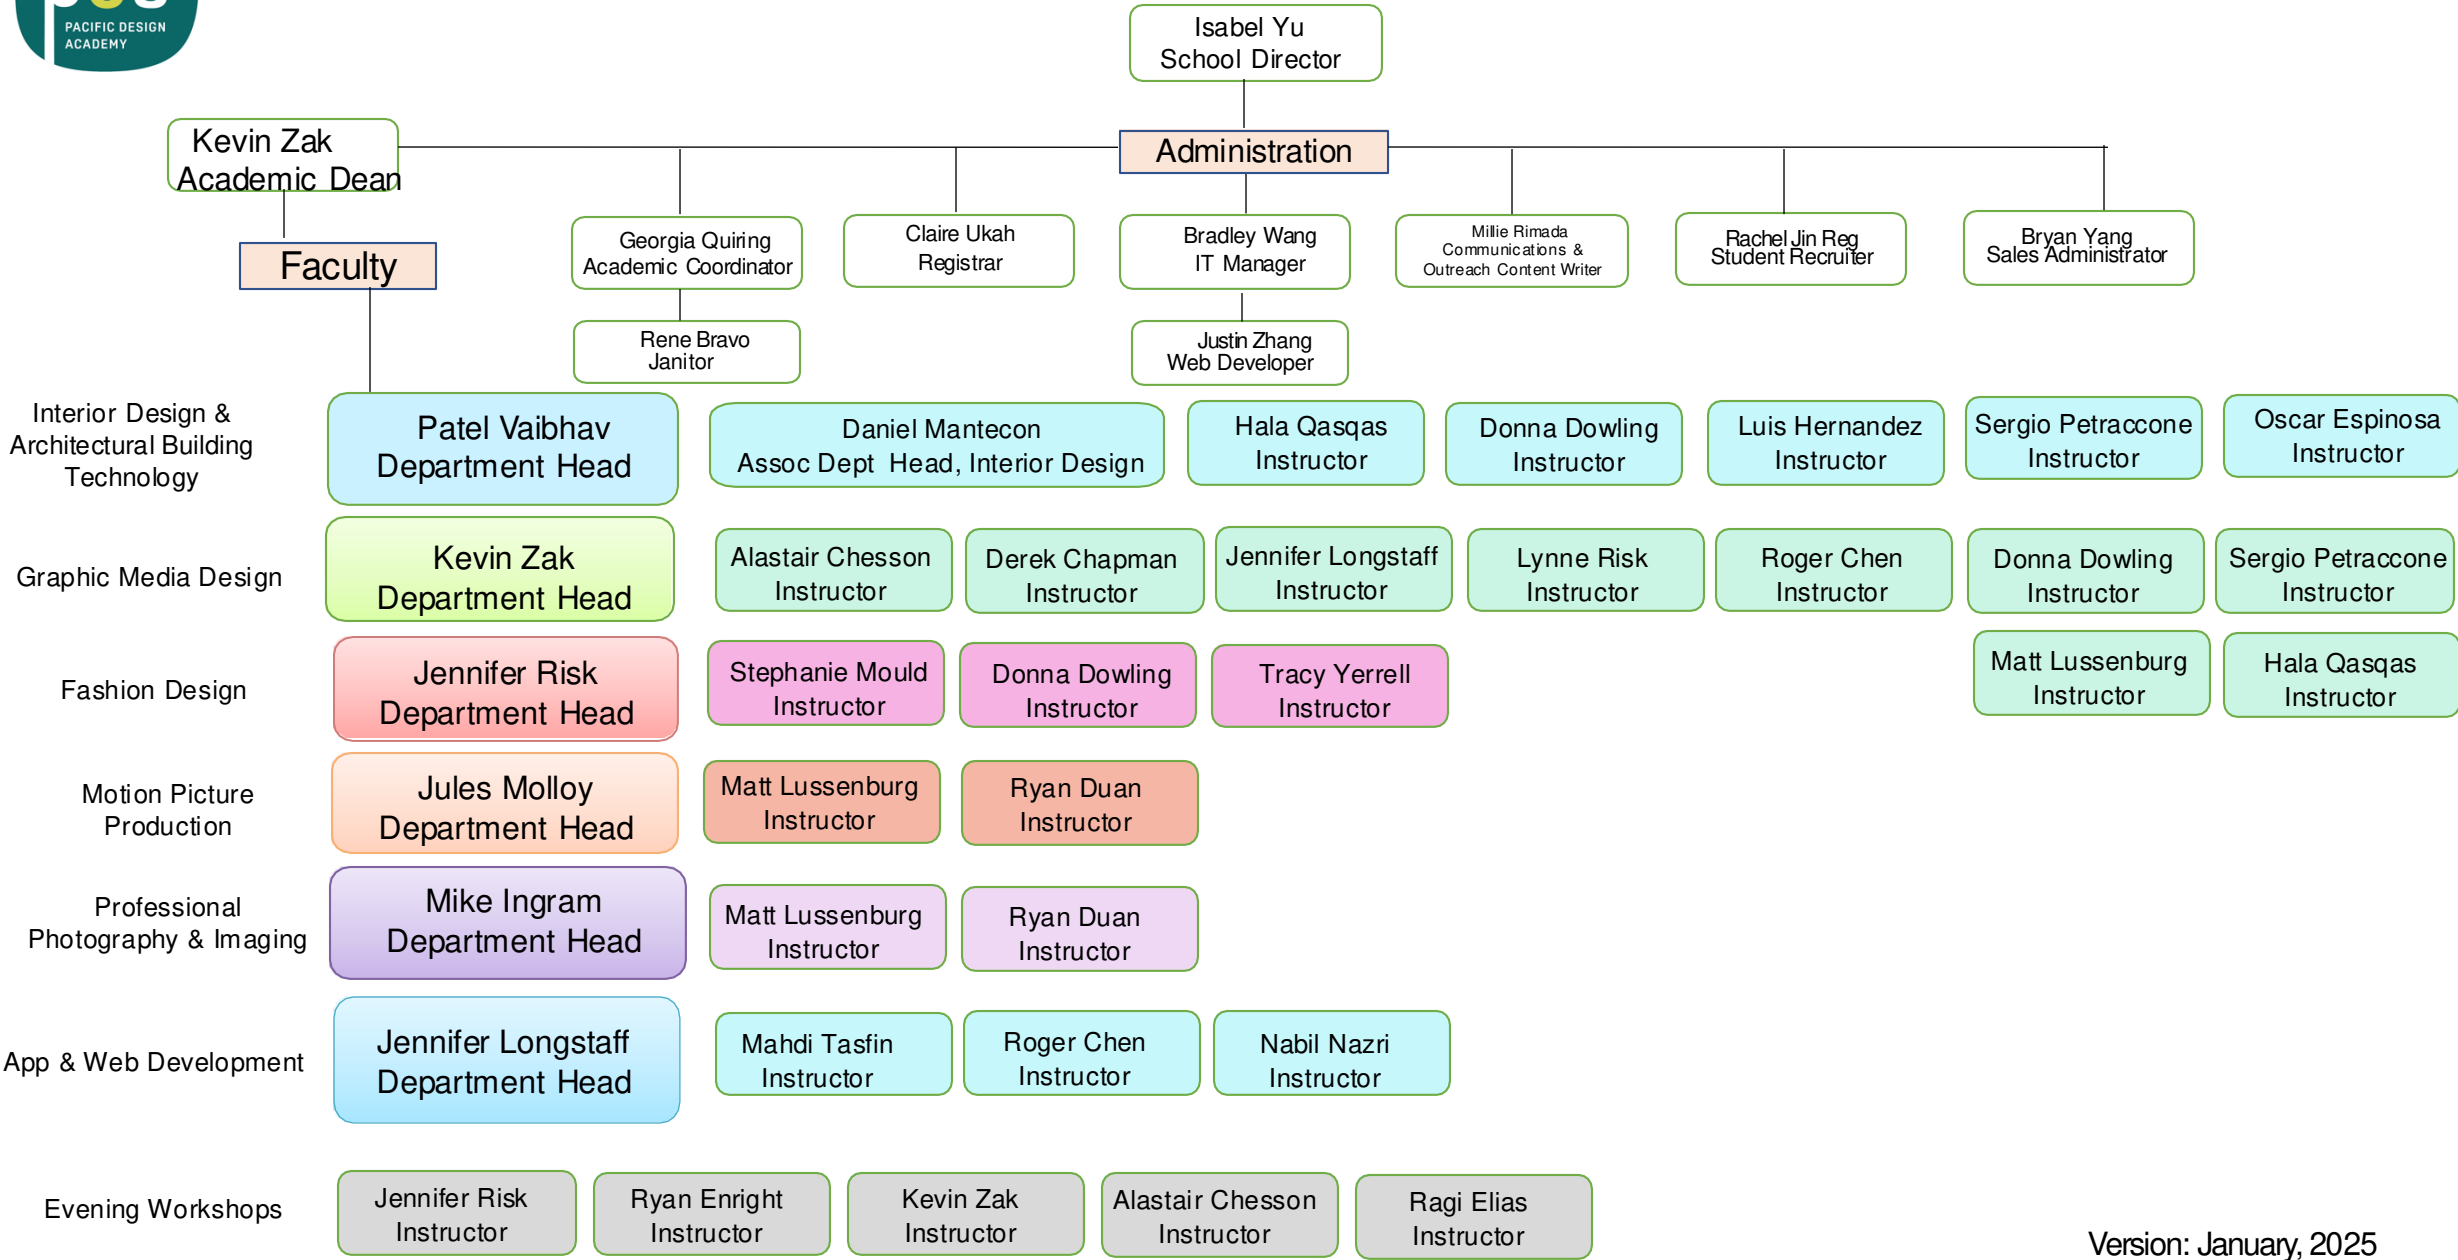 PACIFIC DESIGN
ACADEMY
Isabel Yu
School Director
Kevin Zak
Academic Dean
Administration
Faculty
Georgia Quiring
Academic Coordinator
Claire Ukah
Registrar
Bradley Wang
IT Manager
Millie Rimada
Communications &
Outreach Content Writer
Rachel Jin Reg
Student Recruiter
Bryan Yang
Sales Administrator
Rene Bravo
Janitor
Justin Zhang
Web Developer
Interior Design &
Architectural Building
Technology
Patel Vaibhav
Department Head
Daniel Mantecon
Assoc Dept Head, Interior Design
Hala Qasqas
Instructor
Donna Dowling
Instructor
Luis Hernandez
Instructor
Sergio Petraccone
Instructor
Oscar Espinosa
Instructor
Graphic Media Design
Kevin Zak
Department Head
Alastair Chesson
Instructor
Derek Chapman
Instructor
Jennifer Longstaff
Instructor
Lynne Risk
Instructor
Roger Chen
Instructor
Donna Dowling
Instructor
Sergio Petraccone
Instructor
Matt Lussenburg
Instructor
Hala Qasqas
Instructor
Fashion Design
Jennifer Risk
Department Head
Stephanie Mould
Instructor
Donna Dowling
Instructor
Tracy Yerrell
Instructor
Motion Picture
Production
Jules Molloy
Department Head
Matt Lussenburg
Instructor
Ryan Duan
Instructor
Professional
Photography & Imaging
Mike Ingram
Department Head
Matt Lussenburg
Instructor
Ryan Duan
Instructor
App & Web Development
Jennifer Longstaff
Department Head
Mahdi Tasfin
Instructor
Roger Chen
Instructor
Nabil Nazri
Instructor
Evening Workshops
Jennifer Risk
Instructor
Ryan Enright
Instructor
Kevin Zak
Instructor
Alastair Chesson
Instructor
Ragi Elias
Instructor
Version: January, 2025